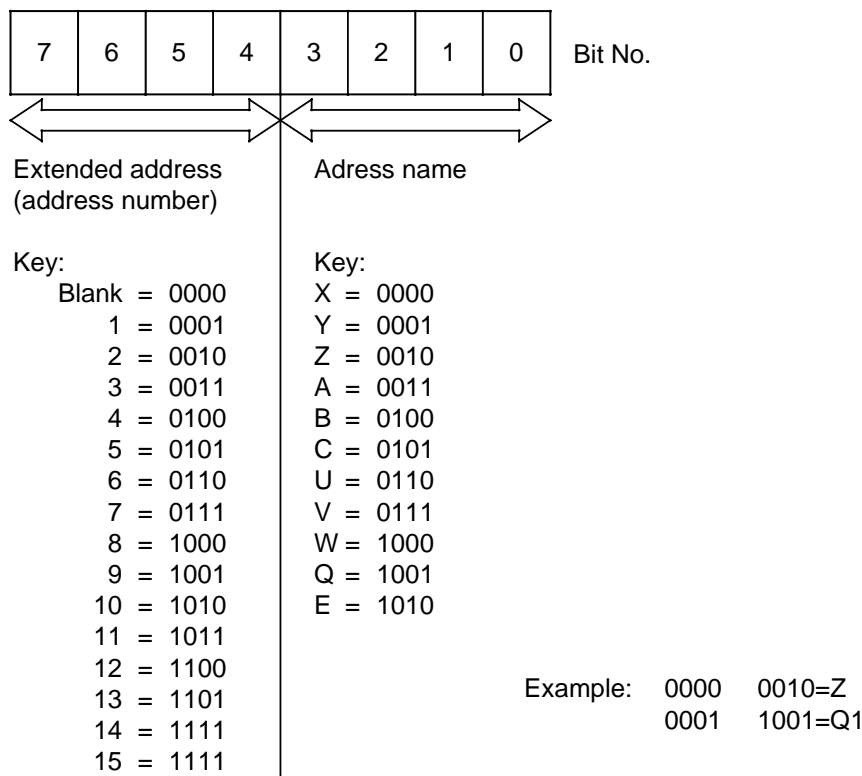 7 6 5 4 3 2 1 0 Bit No.
Extended address
(address number)
Adress name
Key:
Blank = 0000
1 = 0001
2 = 0010
3 = 0011
4 = 0100
5 = 0101
6 = 0110
7 = 0111
8 = 1000
9 = 1001
10 = 1010
11 = 1011
12 = 1100
13 = 1101
14 = 1111
15 = 1111
Key:
X = 0000
Y = 0001
Z = 0010
A = 0011
B = 0100
C = 0101
U = 0110
V = 0111
W = 1000
Q = 1001
E = 1010
Example: 0000 0010=Z
0001 1001=Q1